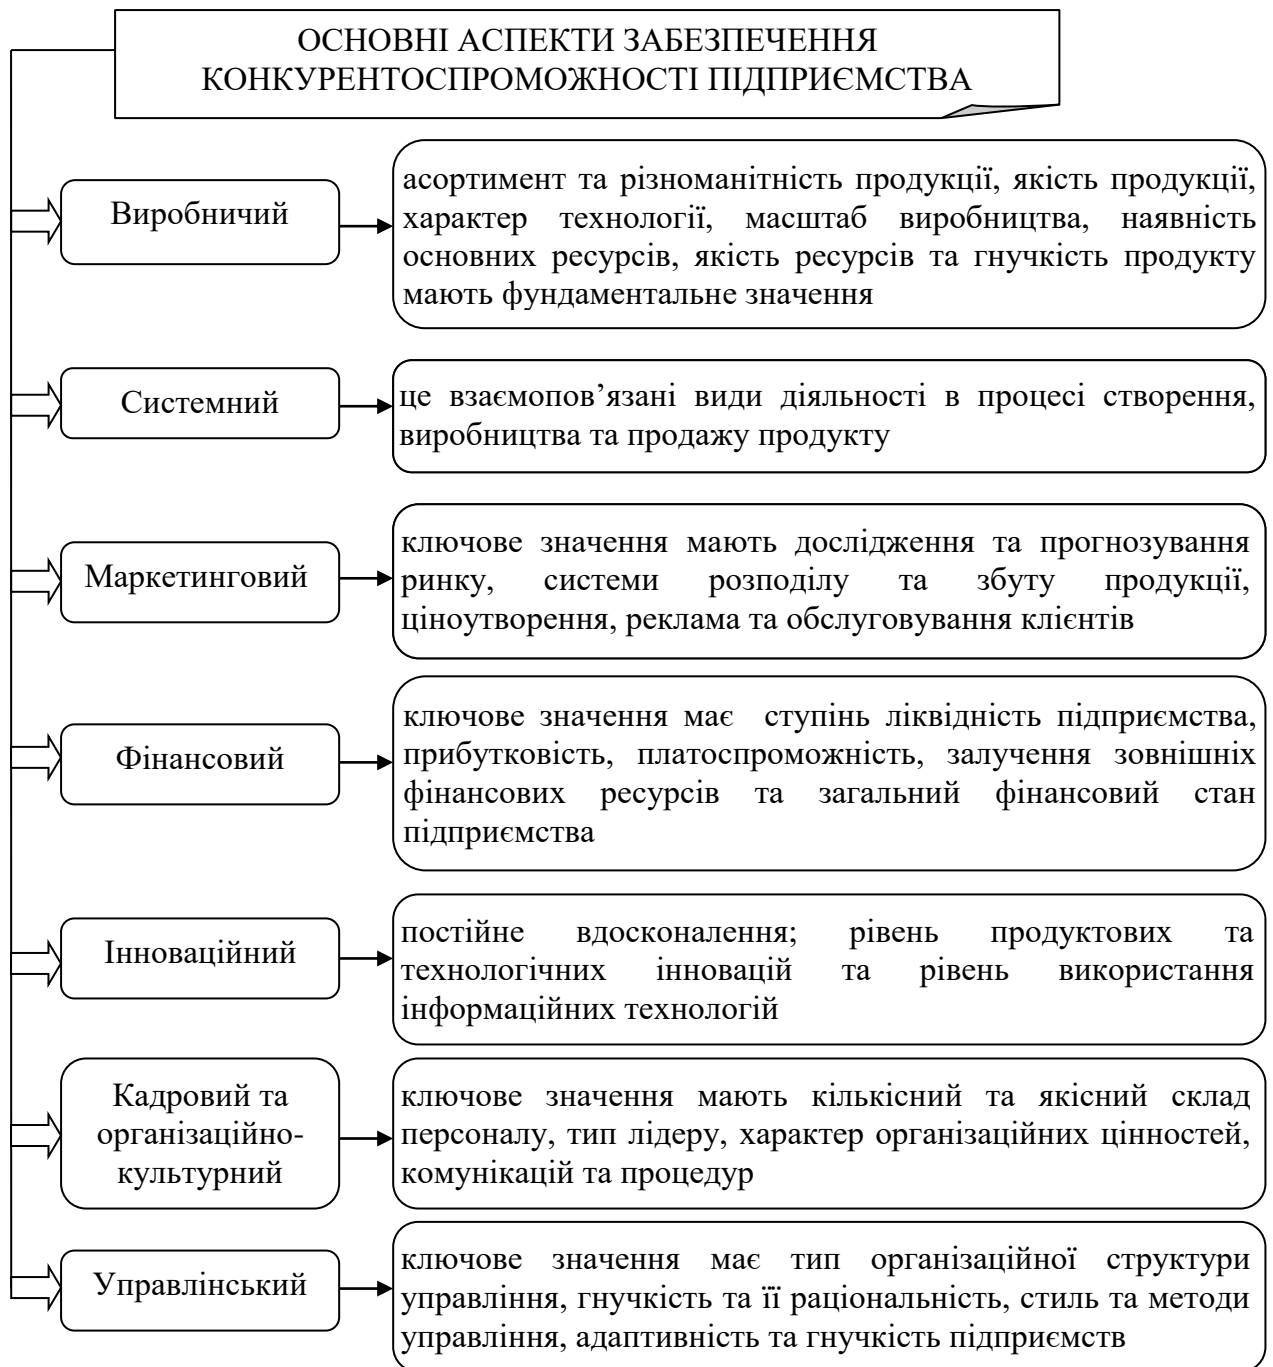 ОСНОВНІ АСПЕКТИ ЗАБЕЗПЕЧЕННЯ
КОНКУРЕНТОСПРОМОЖНОСТІ ПІДПРИЄМСТВА
Виробничий
асортимент та різноманітність продукції, якість продукції,
характер технології, масштаб виробництва, наявність
основних ресурсів, якість ресурсів та гнучкість продукту
мають фундаментальне значення
Системний
це взаємопов’язані види діяльності в процесі створення,
виробництва та продажу продукту
Маркетинговий
ключове значення мають дослідження та прогнозування
ринку, системи розподілу та збуту продукції,
ціноутворення, реклама та обслуговування клієнтів
Фінансовий
ключове значення має ступінь ліквідність підприємства,
прибутковість, платоспроможність, залучення зовнішніх
фінансових ресурсів та загальний фінансовий стан
підприємства
Інноваційний
постійне вдосконалення; рівень продуктових та
технологічних інновацій та рівень використання
інформаційних технологій
Кадровий та
організаційно-
культурний
ключове значення мають кількісний та якісний склад
персоналу, тип лідеру, характер організаційних цінностей,
комунікацій та процедур
Управлінський
ключове значення має тип організаційної структури
управління, гнучкість та її раціональність, стиль та методи
управління, адаптивність та гнучкість підприємств